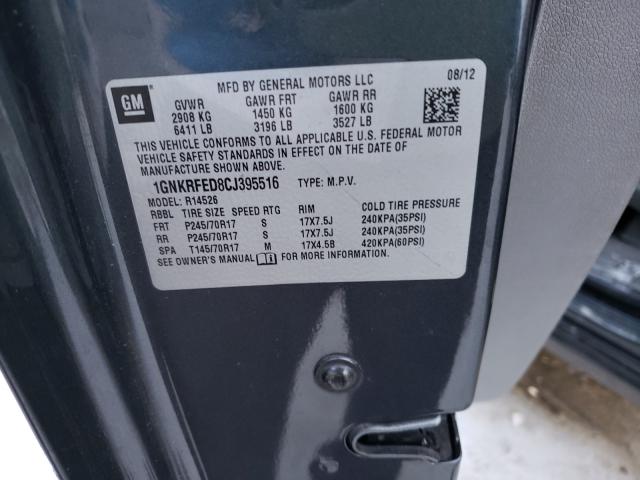 MFD BY GENERAL MOTORS LLC 08/12
GM
GVWR GAWR FRT GAWR RR
2908 KG 1450 KG 1600 KG
6411 LB 3196 LB 3527 LB
THIS VEHICLE CONFORMS TO ALL APPLICABLE U.S. FEDERAL MOTOR
VEHICLE SAFETY STANDARDS IN EFFECT ON THE DATE OF
MANUFACTURE SHOWN ABOVE.
1GNKRFED8CJ395516 TYPE: M.P.V.
MODEL: R14526
RBBL TIRE SIZE SPEED RTG RIM COLD TIRE PRESSURE
FRT P245/70R17 S 17X7.5J 240KPA(35PSI)
RR P245/70R17 S 17X7.5J 240KPA(35PSI)
SPA T145/70R17 M 17X4.5B 420KPA(60PSI)
SEE OWNER'S MANUAL FOR MORE INFORMATION.